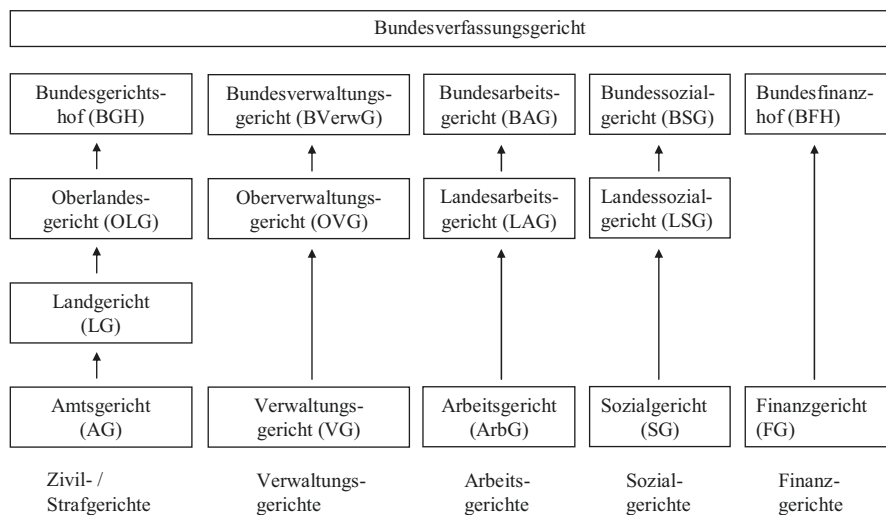 Bundesverfassungsgericht
Bundesgerichts-
hof (BGH)
Bundesverwaltungs-
gericht (BVerwG)
Bundesarbeits-
gericht (BAG)
Bundessozial-
gericht (BSG)
Bundesfinanz-
hof (BFH)
Oberlandes-
gericht (OLG)
Oberverwaltungs-
gericht (OVG)
Landesarbeits-
gericht (LAG)
Landessozial-
gericht (LSG)
Landgericht
(LG)
Amtsgericht
(AG)
Verwaltungs-
gericht (VG)
Arbeitsgericht
(ArbG)
Sozialgericht
(SG)
Finanzgericht
(FG)
Zivil- /
Strafgerichte
Verwaltungs-
gerichte
Arbeits-
gerichte
Sozial-
gerichte
Finanz-
gerichte